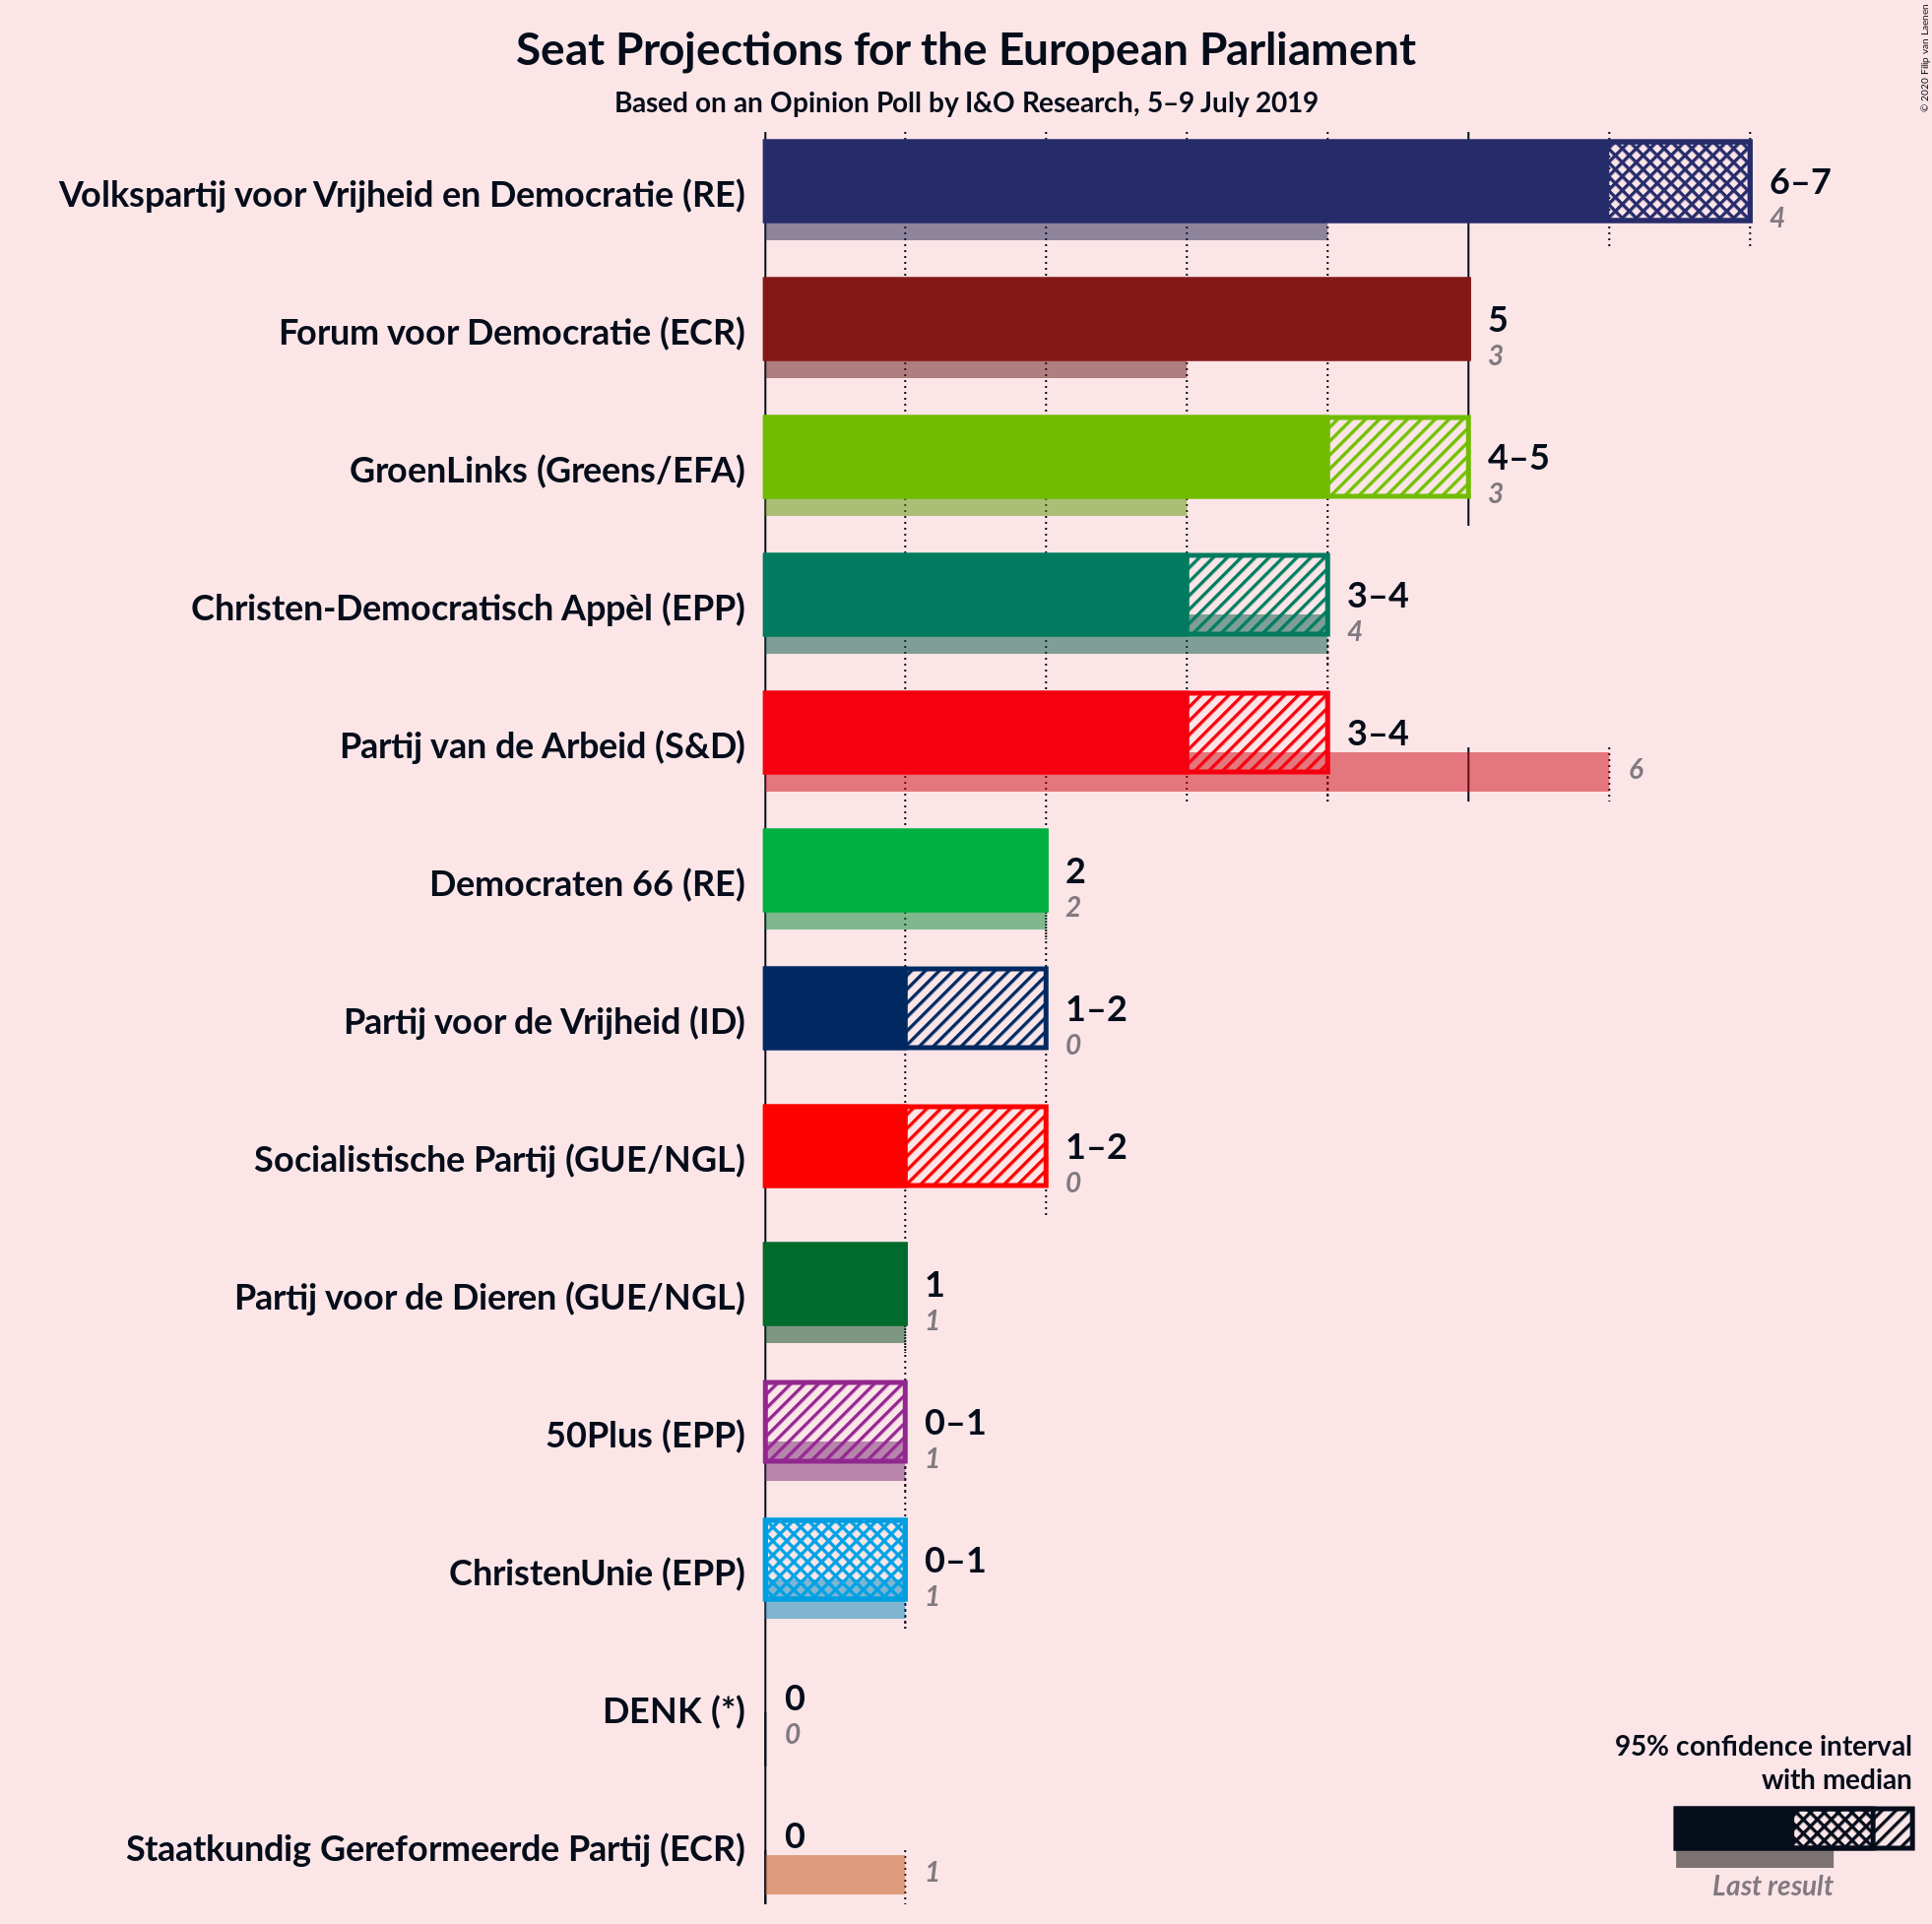 Seat Projections for the European Parliament
Based on an Opinion Poll by I&O Research, 5–9 July 2019
© 2020 Filip van Laenen
Volkspartij voor Vrijheid en Democratie (RE)
6–7
4
Forum voor Democratie (ECR)
5
3
GroenLinks (Greens/EFA)
4–5
3
Christen-Democratisch Appèl (EPP)
3–4
4
Partij van de Arbeid (S&D)
3–4
6
Democraten 66 (RE)
2
2
Partij voor de Vrijheid (ID)
1–2
0
Socialistische Partij (GUE/NGL)
1–2
0
Partij voor de Dieren (GUE/NGL)
1
1
50Plus (EPP)
0–1
1
ChristenUnie (EPP)
0–1
1
DENK (*)
0
0
Staatkundig Gereformeerde Partij (ECR)
0
1
95% confidence interval
with median
Last result